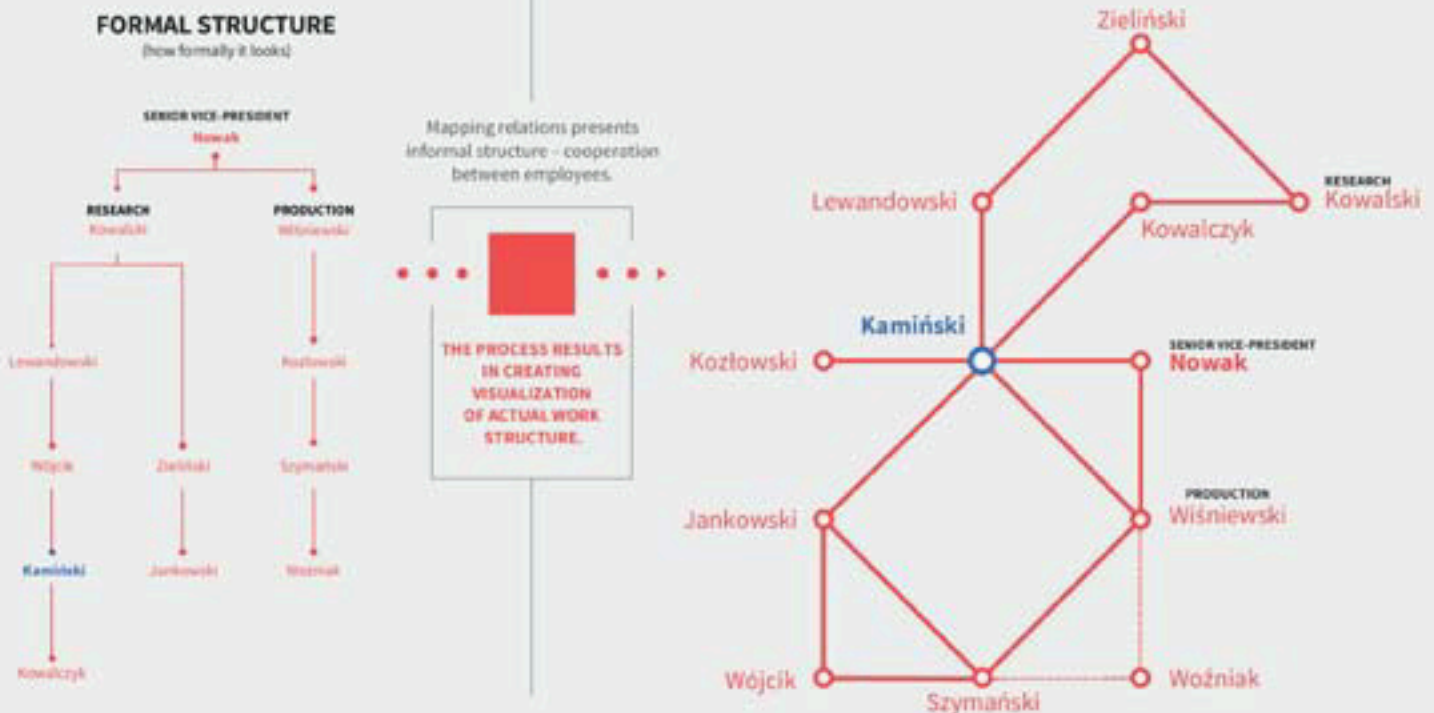 FORMAL STRUCTURE
(how formally it looks)
SENIOR VICE-PRESIDENT
Nowak
RESEARCH
Kowalski
PRODUCTION
Wiśniewski
Lewandowski
Kozłowski
Wójcik
Zieliński
Szymański
Kamiński
Jankowski
Woźniak
Kowalczyk
Mapping relations presents
informal structure – cooperation
between employees.
THE PROCESS RESULTS
IN CREATING
VISUALIZATION
OF ACTUAL WORK
STRUCTURE.
Zieliński
Lewandowski
RESEARCH
Kowalski
Kowalczyk
Kamiński
Kozłowski
SENIOR VICE-PRESIDENT
Nowak
Jankowski
PRODUCTION
Wiśniewski
Wójcik
Szymański
Woźniak